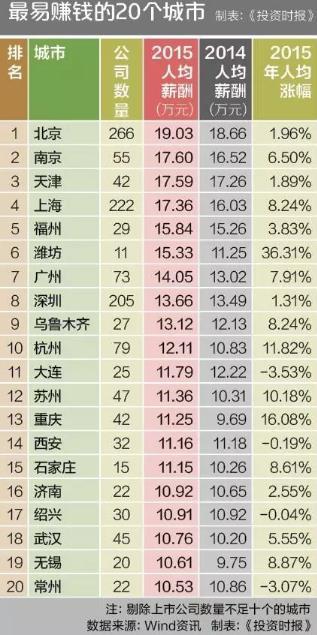 最易赚钱的20个城市 制表:《投资时报》
排名 城市 公司数量 2015人均薪酬(万元) 2014人均薪酬(万元) 2015年人均涨幅
1 北京 266 19.03 18.66 1.96%
2 南京 55 17.60 16.52 6.50%
3 天津 42 17.59 17.26 1.89%
4 上海 222 17.36 16.03 8.24%
5 福州 29 15.84 15.26 3.83%
6 潍坊 11 15.33 11.25 36.31%
7 广州 73 14.05 13.02 7.91%
8 深圳 205 13.66 13.49 1.31%
9 乌鲁木齐 27 13.12 12.13 8.24%
10 杭州 79 12.11 10.83 11.82%
11 大连 25 11.79 12.22 -3.53%
12 苏州 47 11.36 10.31 10.18%
13 重庆 42 11.25 9.69 16.08%
14 西安 32 11.16 11.18 -0.19%
15 石家庄 15 11.15 10.26 8.61%
16 济南 22 10.92 10.65 2.55%
17 绍兴 30 10.91 10.92 -0.04%
18 武汉 45 10.76 10.20 5.55%
19 无锡 20 10.61 9.75 8.87%
20 常州 22 10.53 10.86 -3.07%
注:剔除上市公司数量不足十个的城市
数据来源:Wind资讯 制表:《投资时报》